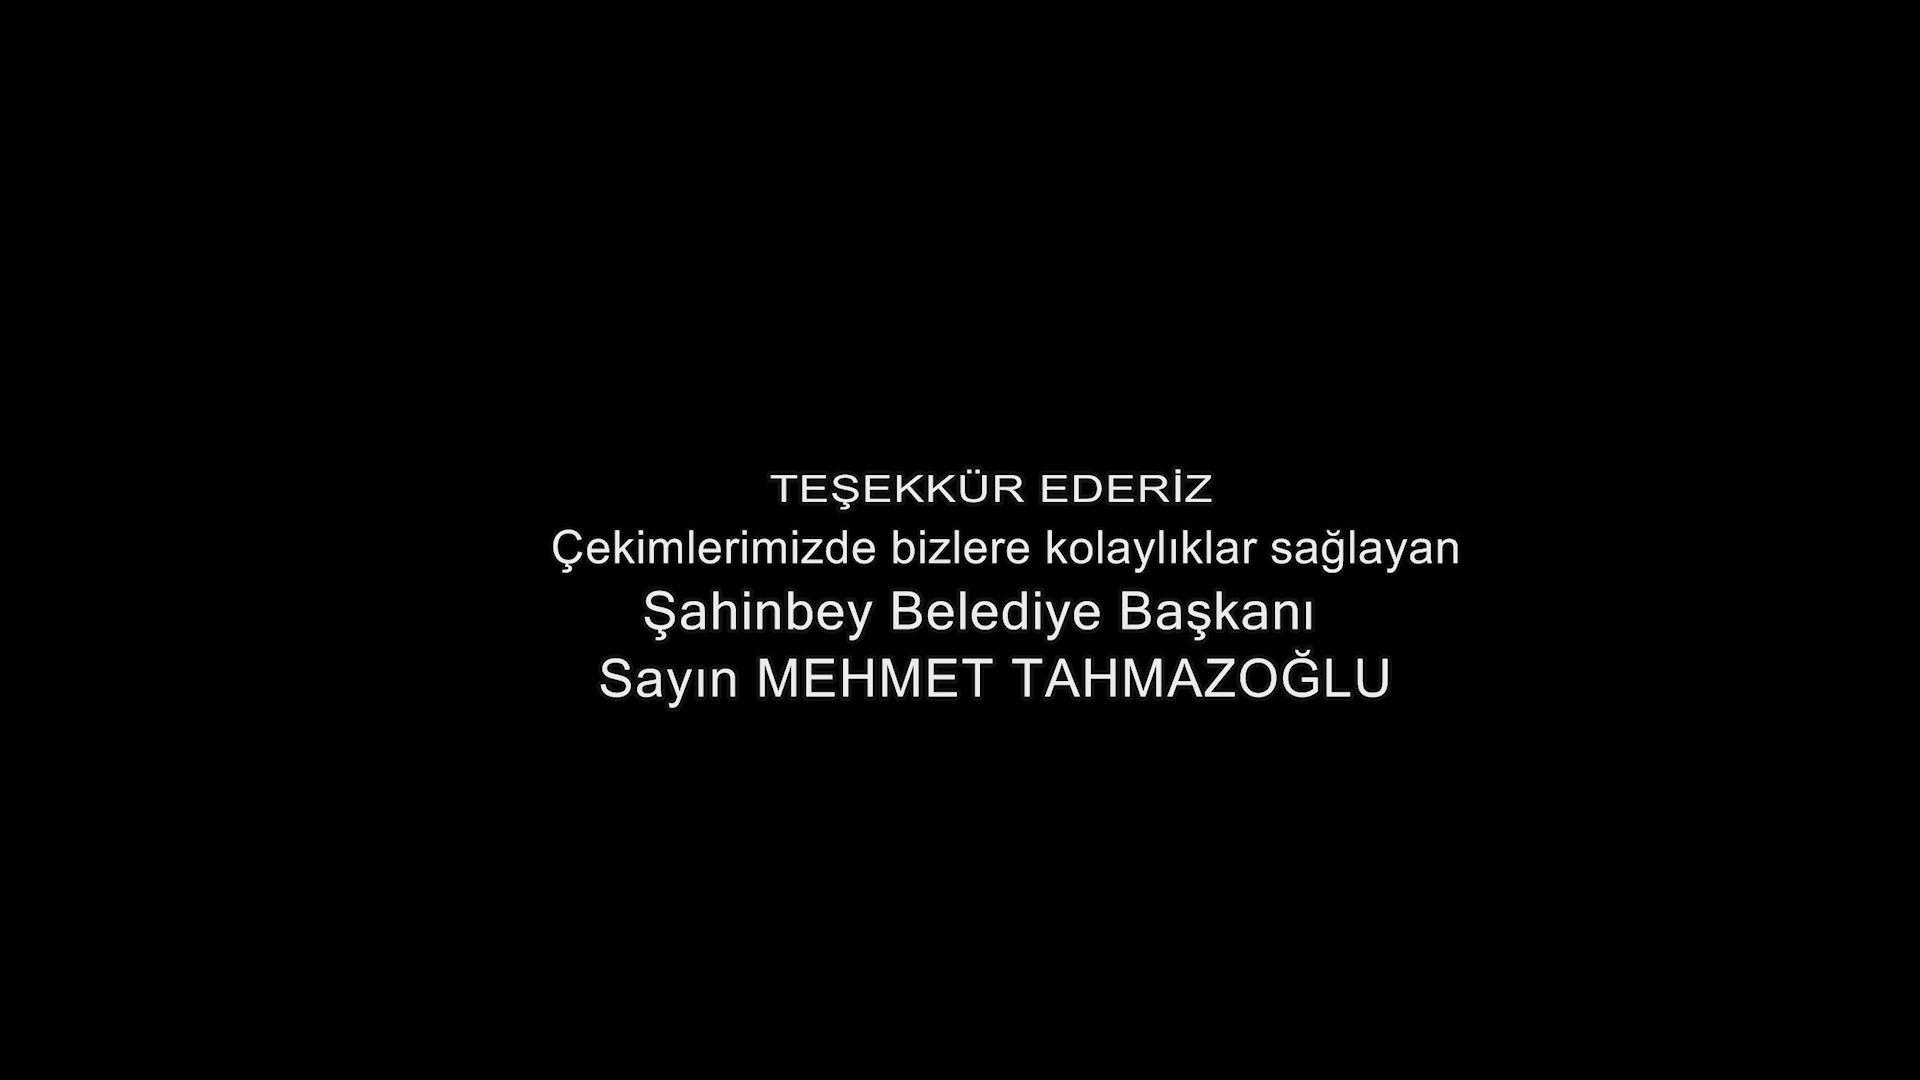 TEŞEKKÜR EDERİZ
Çekimlerimizde bizlere kolaylıklar sağlayan
Şahinbey Belediye Başkanı
Sayın MEHMET TAHMAZOĞLU